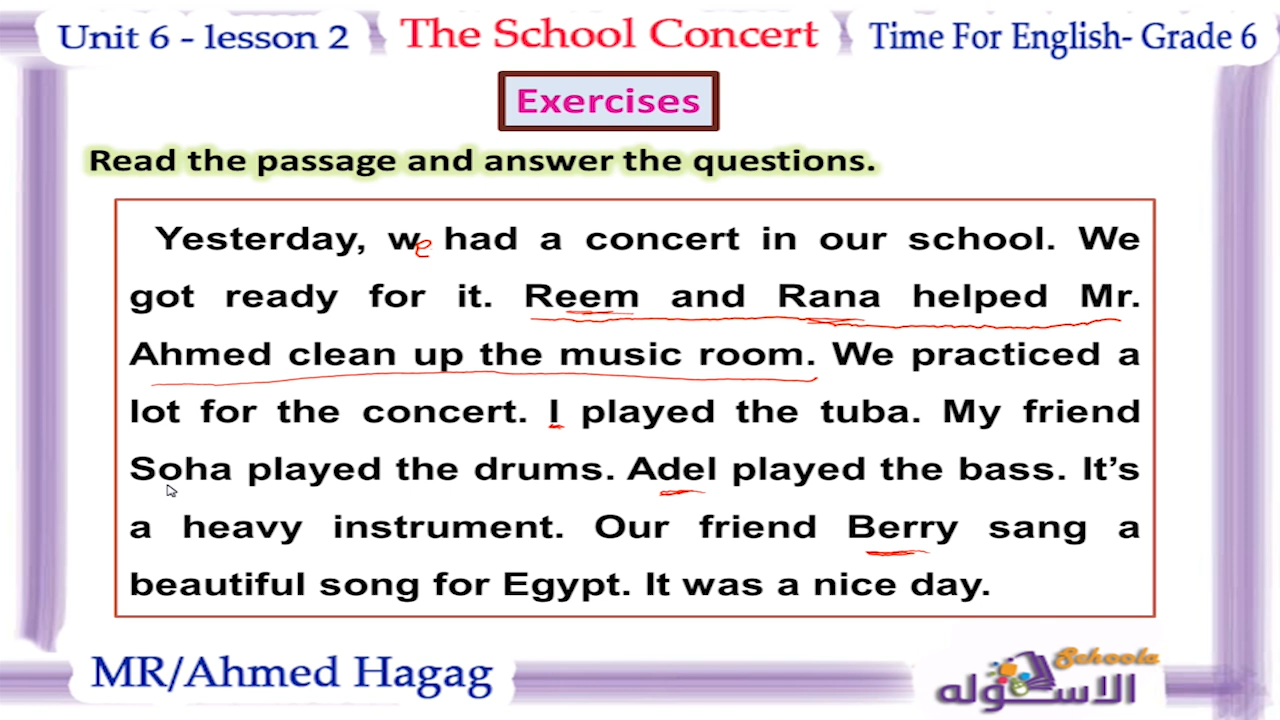 Unit 6 - lesson 2
The School Concert
Time For English- Grade 6
Exercises
Read the passage and answer the questions.
Yesterday, we had a concert in our school. We
got ready for it. Reem and Rana helped Mr.
Ahmed clean up the music room. We practiced a
lot for the concert. I played the tuba. My friend
Soha played the drums. Adel played the bass. It’s
a heavy instrument. Our friend Berry sang a
beautiful song for Egypt. It was a nice day.
MR/Ahmed Hagag
Schoola
الاسكوله